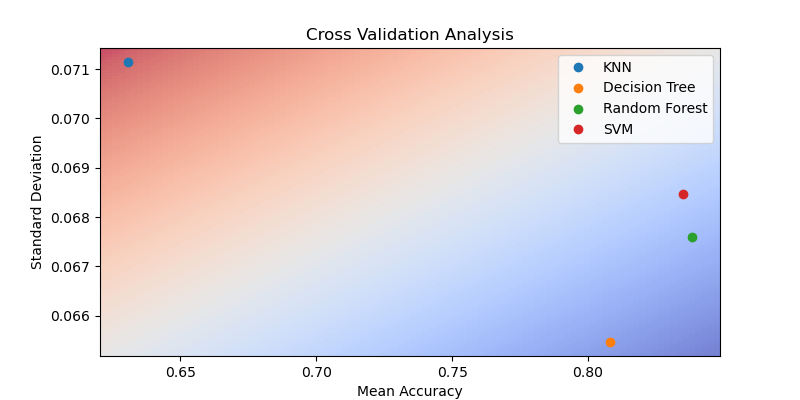 Cross Validation Analysis
KNN
Decision Tree
Random Forest
SVM
Standard Deviation
0.071
0.070
0.069
0.068
0.067
0.066
0.65
0.70
0.75
0.80
Mean Accuracy